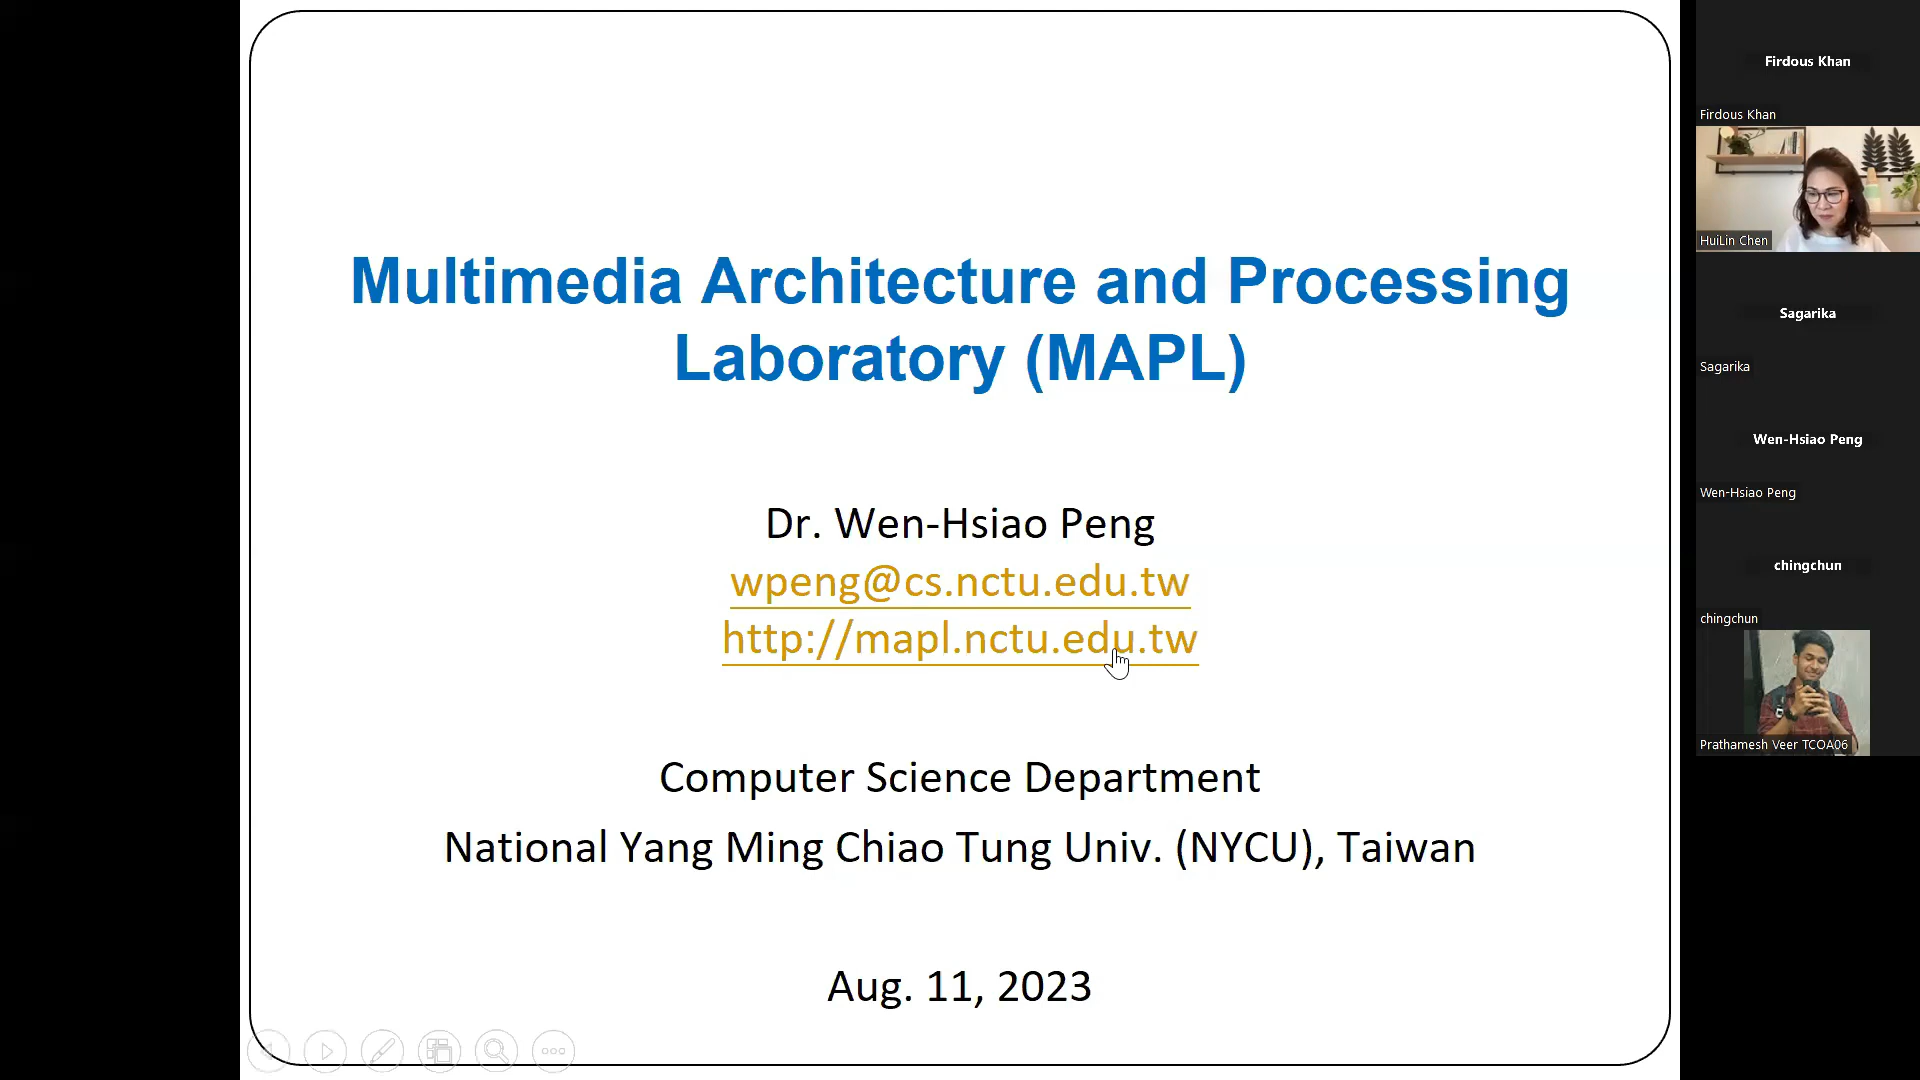 Multimedia Architecture and Processing
Laboratory (MAPL)
Dr. Wen-Hsiao Peng
wpeng@cs.nctu.edu.tw
http://mapl.nctu.edu.tw
Computer Science Department
National Yang Ming Chiao Tung Univ. (NYCU), Taiwan
Aug. 11, 2023
Firdous Khan
Firdous Khan
HuiLin Chen
Sagarika
Sagarika
Wen-Hsiao Peng
Wen-Hsiao Peng
chingchun
chingchun
Prathamesh Veer TCOA06